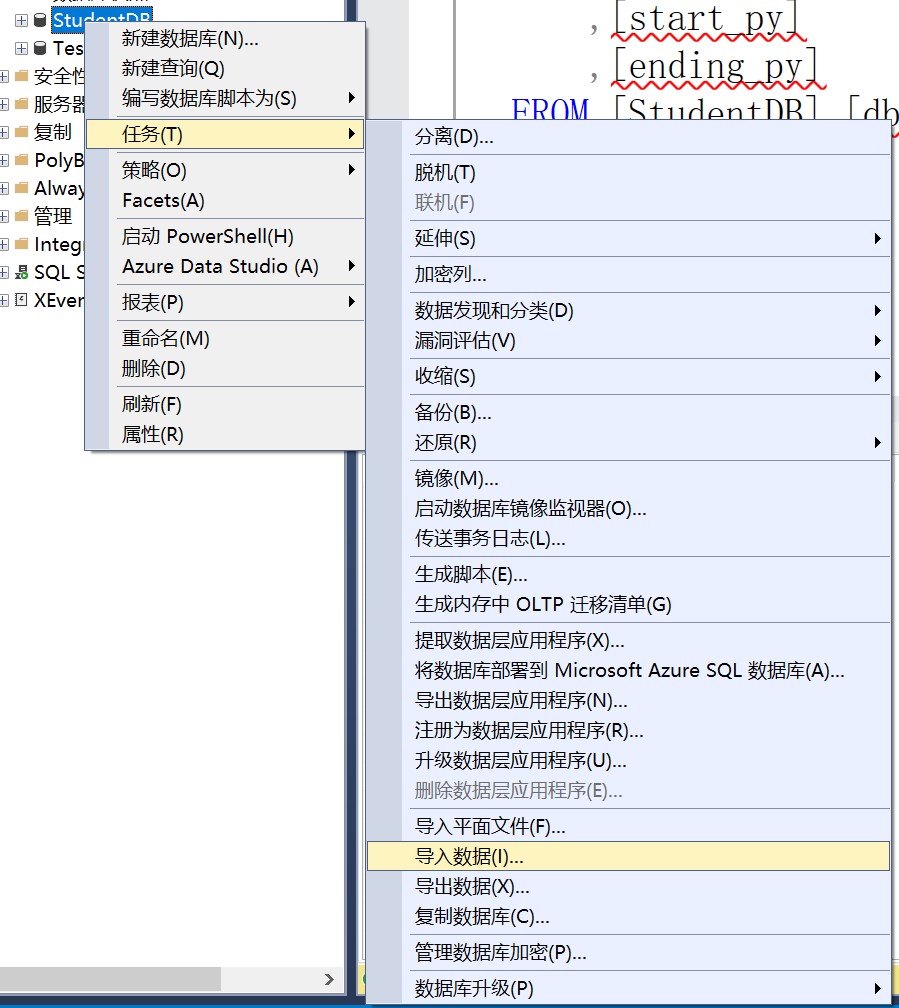 StudentDB
Tes
安全性
服务器
复制
PolyB
Alway
管理
Integ
SQL S
XEver
新建数据库(N)...
新建查询(Q)
编写数据库脚本为(S)
任务(T)
策略(O)
Facets(A)
启动 PowerShell(H)
Azure Data Studio (A)
报表(P)
重命名(M)
删除(D)
刷新(F)
属性(R)
,[start_py]
,[ending_py]
FROM [StudentDB].[db
分离(D)...
脱机(T)
联机(F)
延伸(S)
加密列...
数据发现和分类(D)
漏洞评估(V)
收缩(S)
备份(B)...
还原(R)
镜像(M)...
启动数据库镜像监视器(O)...
传送事务日志(L)...
生成脚本(E)...
生成内存中 OLTP 迁移清单(G)
提取数据层应用程序(X)...
将数据库部署到 Microsoft Azure SQL 数据库(A)...
导出数据层应用程序(N)...
注册为数据层应用程序(R)...
升级数据层应用程序(U)...
删除数据层应用程序(E)...
导入平面文件(F)...
导入数据(I)...
导出数据(X)...
复制数据库(C)...
管理数据库加密(P)...
数据库升级(P)